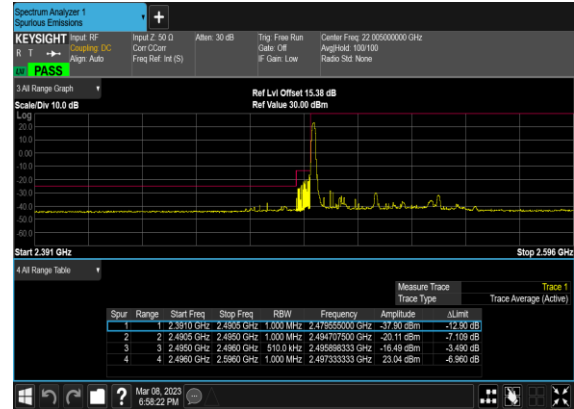 Spectrum Analyzer 1
Spurious Emissions
+
KEYSIGHT Input: RF Input Z: 50 Ω Atten: 30 dB Trig: Free Run Center Freq: 22.005000000 GHz
R T Coupling: DC Corr CCorr Gate: Off Avg|Hold: 100/100
Align: Auto Freq Ref: Int (S) IF Gain: Low Radio Std: None
PASS
3 All Range Graph
Ref Lvl Offset 15.38 dB
Scale/Div 10.0 dB Ref Value 30.00 dBm
Log
20.0
10.0
0.00
-10.0
-20.0
-30.0
-40.0
-50.0
-60.0
Start 2.391 GHz Stop 2.596 GHz
4 All Range Table
Measure Trace Trace 1
Trace Type Trace Average (Active)
Spur Range Start Freq Stop Freq RBW Frequency Amplitude ΔLimit
1 1 2.3910 GHz 2.4905 GHz 1.000 MHz 2.479555000 GHz -37.90 dBm -12.90 dB
2 2 2.4905 GHz 2.4950 GHz 1.000 MHz 2.494707500 GHz -20.11 dBm -7.109 dB
3 3 2.4950 GHz 2.4960 GHz 510.0 kHz 2.495898333 GHz -16.49 dBm -3.490 dB
4 4 2.4960 GHz 2.5960 GHz 1.000 MHz 2.497333333 GHz 23.04 dBm -6.960 dB
? Mar 08, 2023
6:58:22 PM